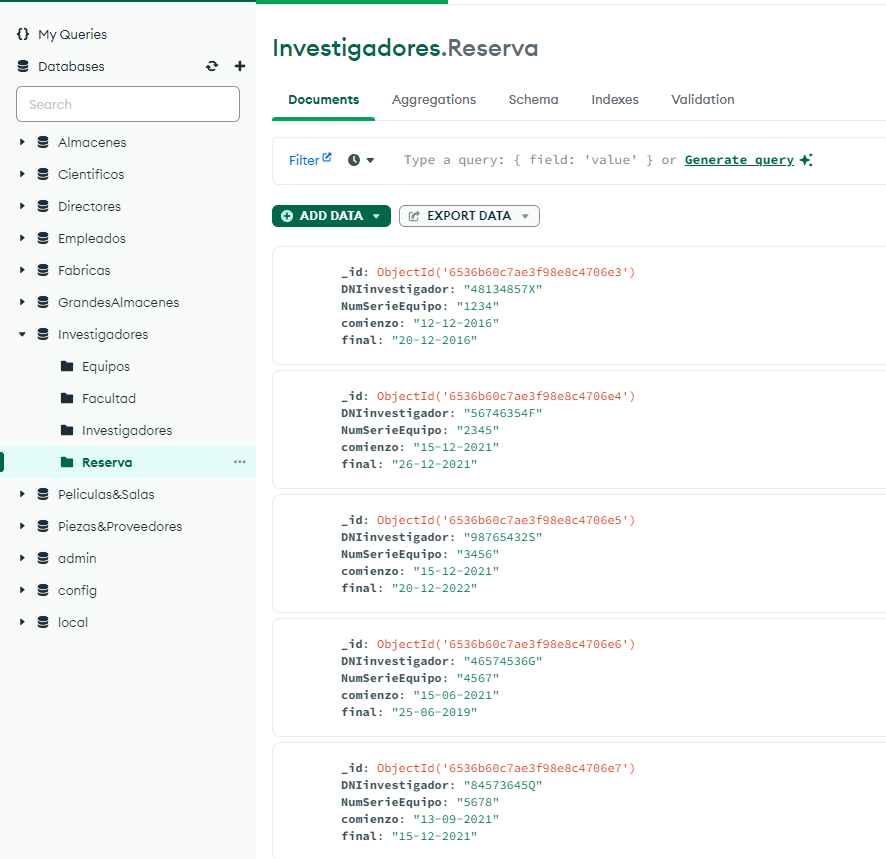 {} My Queries
Databases
Search
Almacenes
Cientificos
Directores
Empleados
Fabricas
GrandesAlmacenes
Investigadores
Equipos
Facultad
Investigadores
Reserva
Peliculas&Salas
Piezas&Proveedores
admin
config
local
Investigadores.Reserva
Documents Aggregations Schema Indexes Validation
Filter Type a query: { field: 'value' } or Generate query
ADD DATA EXPORT DATA
_id: ObjectId('6536b60c7ae3f98e8c4706e3')
DNIinvestigador: "48134857X"
NumSerieEquipo: "1234"
comienzo: "12-12-2016"
final: "20-12-2016"
_id: ObjectId('6536b60c7ae3f98e8c4706e4')
DNIinvestigador: "56746354F"
NumSerieEquipo: "2345"
comienzo: "15-12-2021"
final: "26-12-2021"
_id: ObjectId('6536b60c7ae3f98e8c4706e5')
DNIinvestigador: "98765432S"
NumSerieEquipo: "3456"
comienzo: "15-12-2021"
final: "20-12-2022"
_id: ObjectId('6536b60c7ae3f98e8c4706e6')
DNIinvestigador: "46574536G"
NumSerieEquipo: "4567"
comienzo: "15-06-2021"
final: "25-06-2019"
_id: ObjectId('6536b60c7ae3f98e8c4706e7')
DNIinvestigador: "84573645Q"
NumSerieEquipo: "5678"
comienzo: "13-09-2021"
final: "15-12-2021"